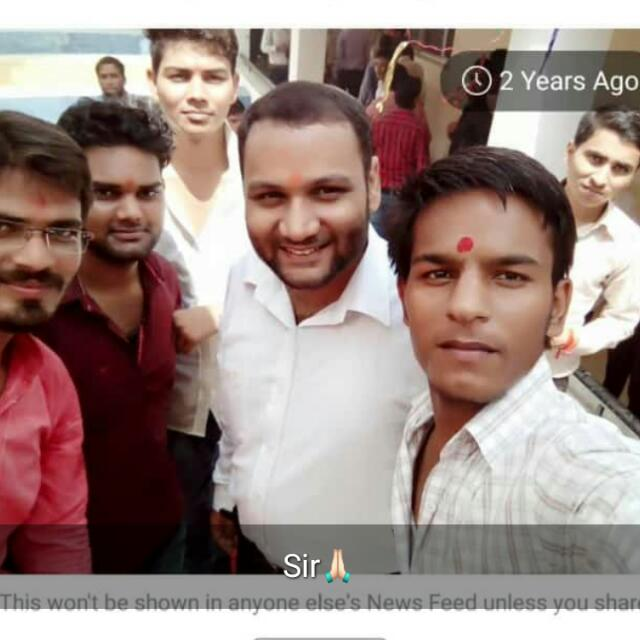 2 Years Ago
Sir🙏🏻
This won't be shown in anyone else's News Feed unless you share